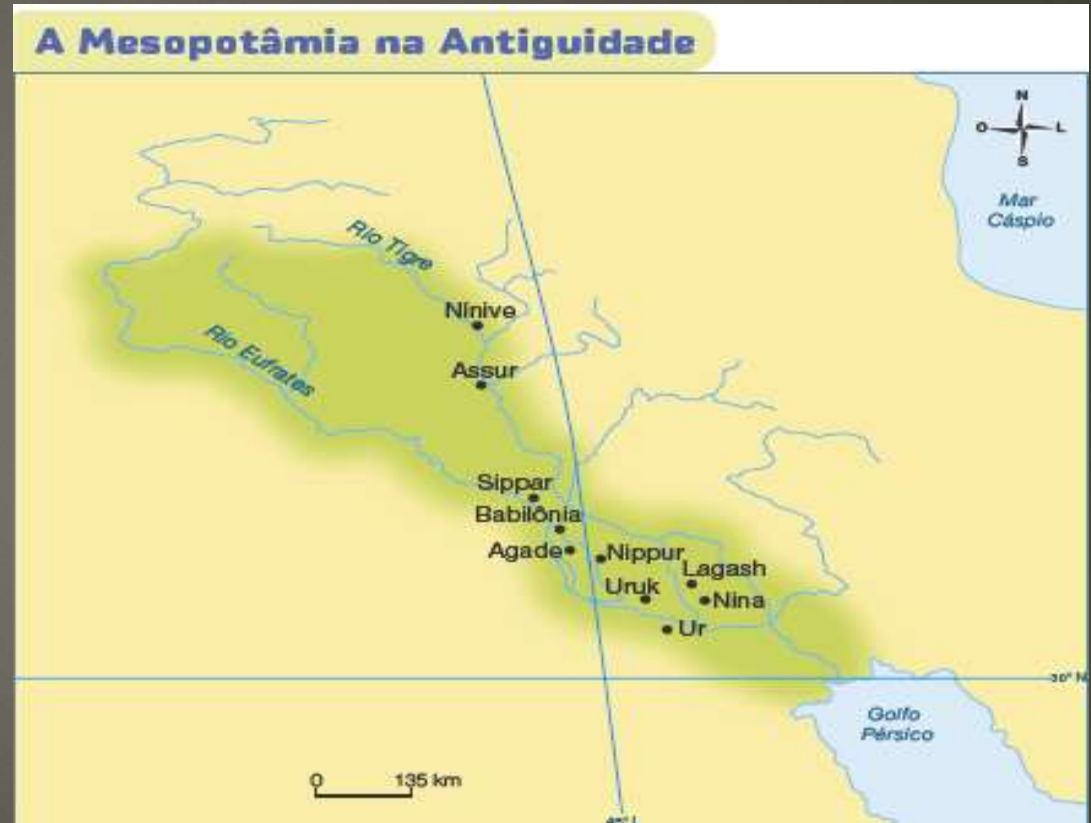 A Mesopotâmia na Antiguidade
N
O L
S
Mar
Cáspio
Rio Tigre
Nínive
Rio Eufrates
Assur
Sippar
Babilônia
Agade
Nippur
Lagash
Uruk
Nina
Ur
30° N
Golfo
Pérsico
0 135 km